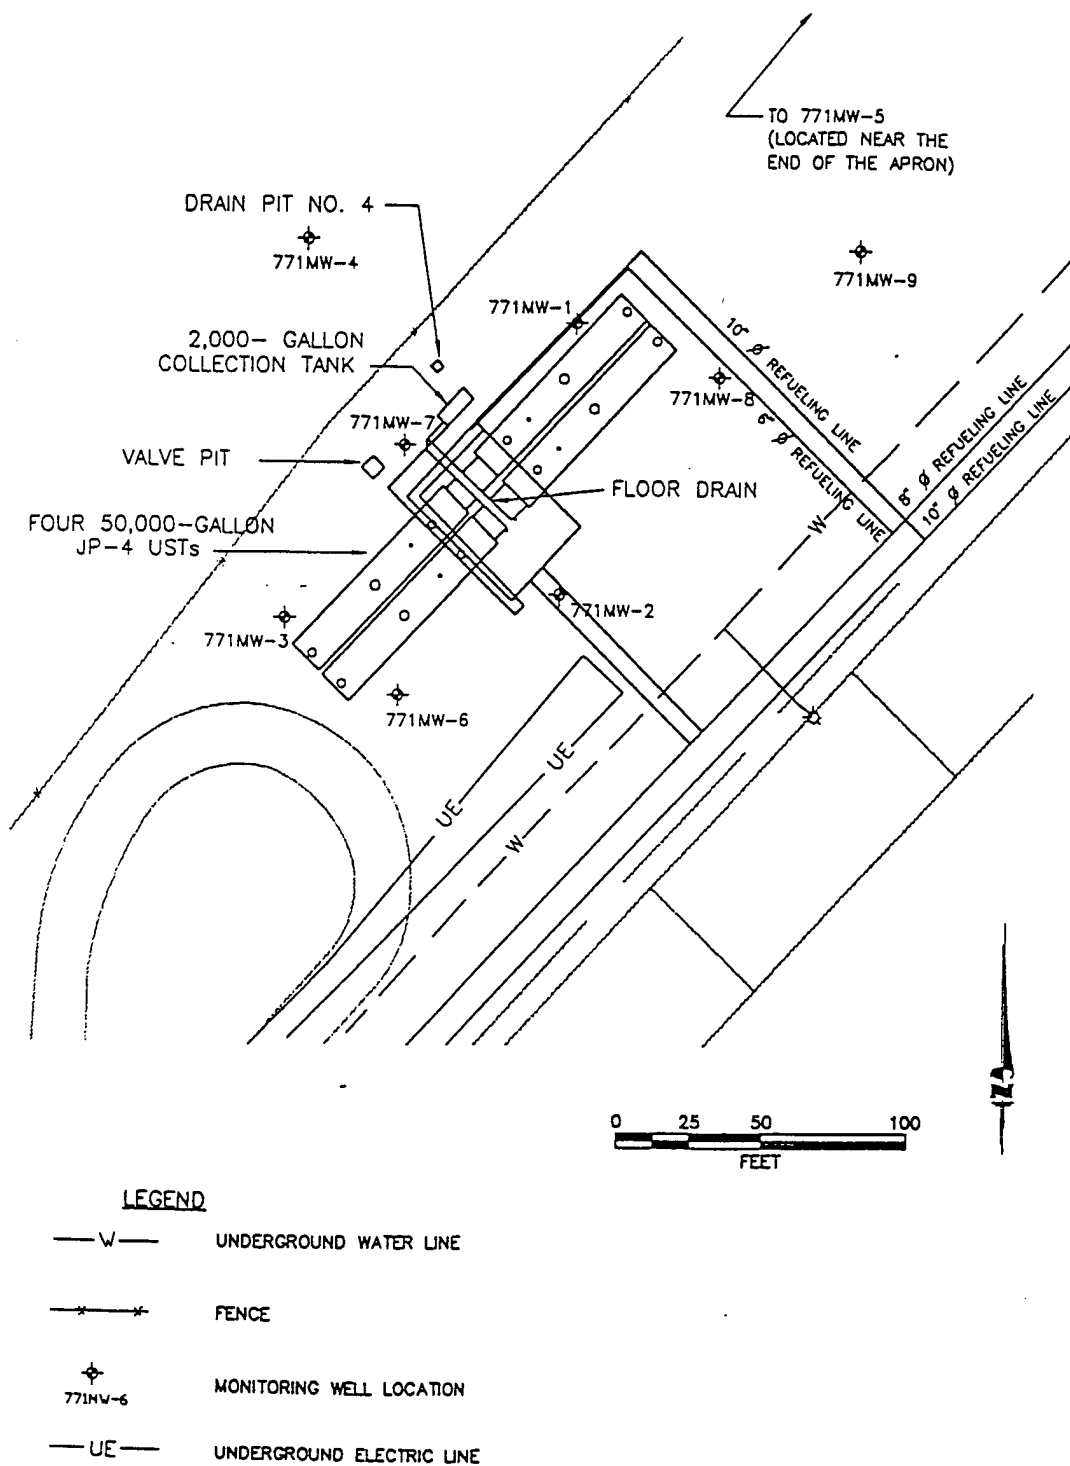 TO 771MW-5
(LOCATED NEAR THE
END OF THE APRON)
DRAIN PIT NO. 4
771MW-4
771MW-9
771MW-1
2,000- GALLON
COLLECTION TANK
10" Ø REFUELING LINE
771MW-8
771MW-7
6" Ø REFUELING LINE
8" Ø REFUELING LINE
10" Ø REFUELING LINE
VALVE PIT
FLOOR DRAIN
W
FOUR 50,000-GALLON
JP-4 USTs
771MW-2
771MW-3
771MW-6
UE
UE
W
N
0 25 50 100
FEET
LEGEND
W UNDERGROUND WATER LINE
FENCE
771MW-6 MONITORING WELL LOCATION
UE UNDERGROUND ELECTRIC LINE